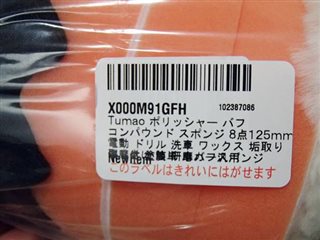 X000M91GFH
102387086
Tumao ポリッシャー バフ
コンパウンド スポンジ 8点125mm
電動 ドリル 洗車 ワックス 垢取り
このラベルはきれいにはがせます